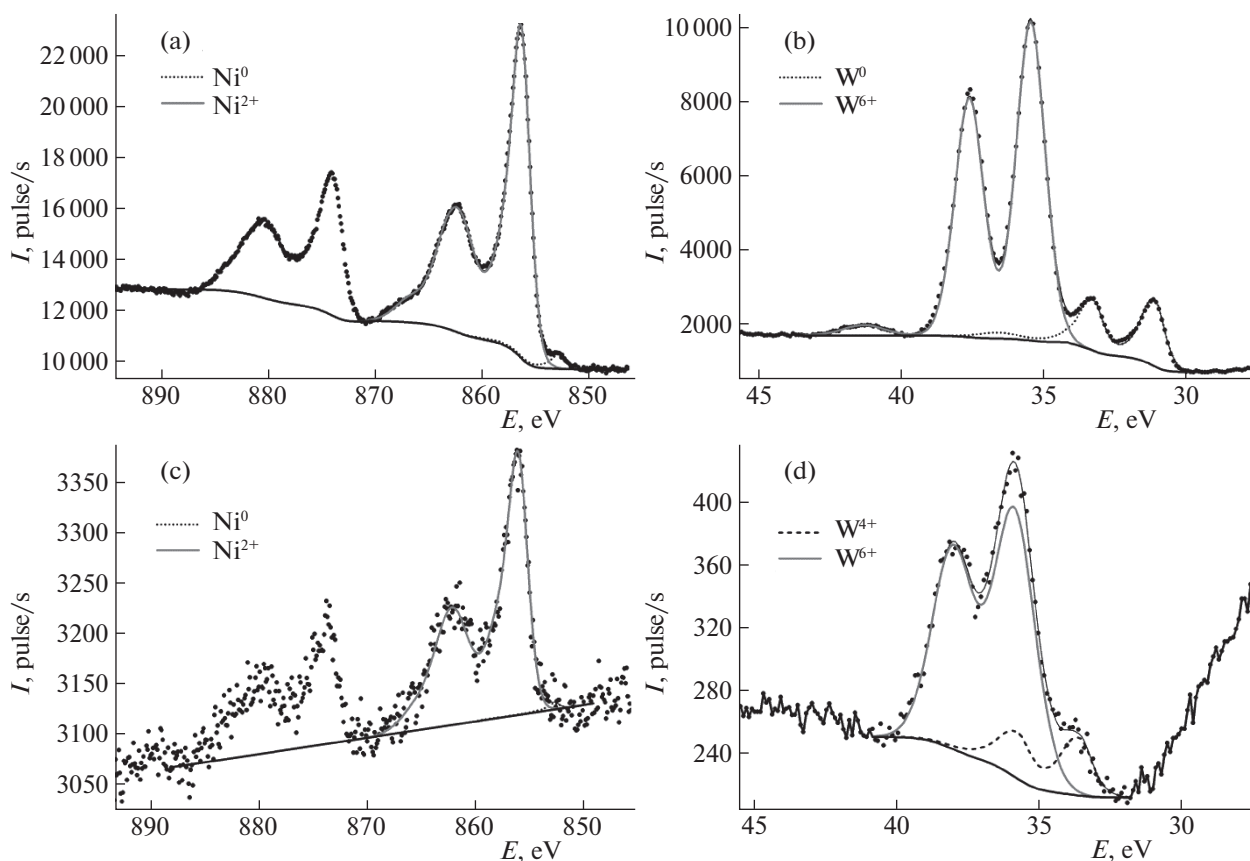 (a)
Ni⁰
Ni²⁺
I, pulse/s
22 000
20 000
18 000
16 000
14 000
12 000
10 000
890 880 870 860 850
E, eV
(b)
W⁰
W⁶⁺
I, pulse/s
10 000
8000
6000
4000
2000
45 40 35 30
E, eV
(c)
Ni⁰
Ni²⁺
I, pulse/s
3350
3300
3250
3200
3150
3100
3050
890 880 870 860 850
E, eV
(d)
W⁴⁺
W⁶⁺
I, pulse/s
420
360
300
260
240
45 40 35 30
E, eV